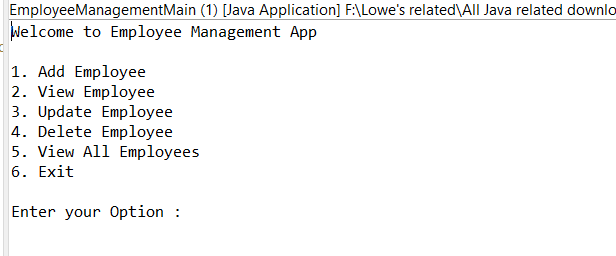 EmployeeManagementMain (1) [Java Application] F:\Lowe's related\All Java related downlo
Welcome to Employee Management App
1. Add Employee
2. View Employee
3. Update Employee
4. Delete Employee
5. View All Employees
6. Exit
Enter your Option :